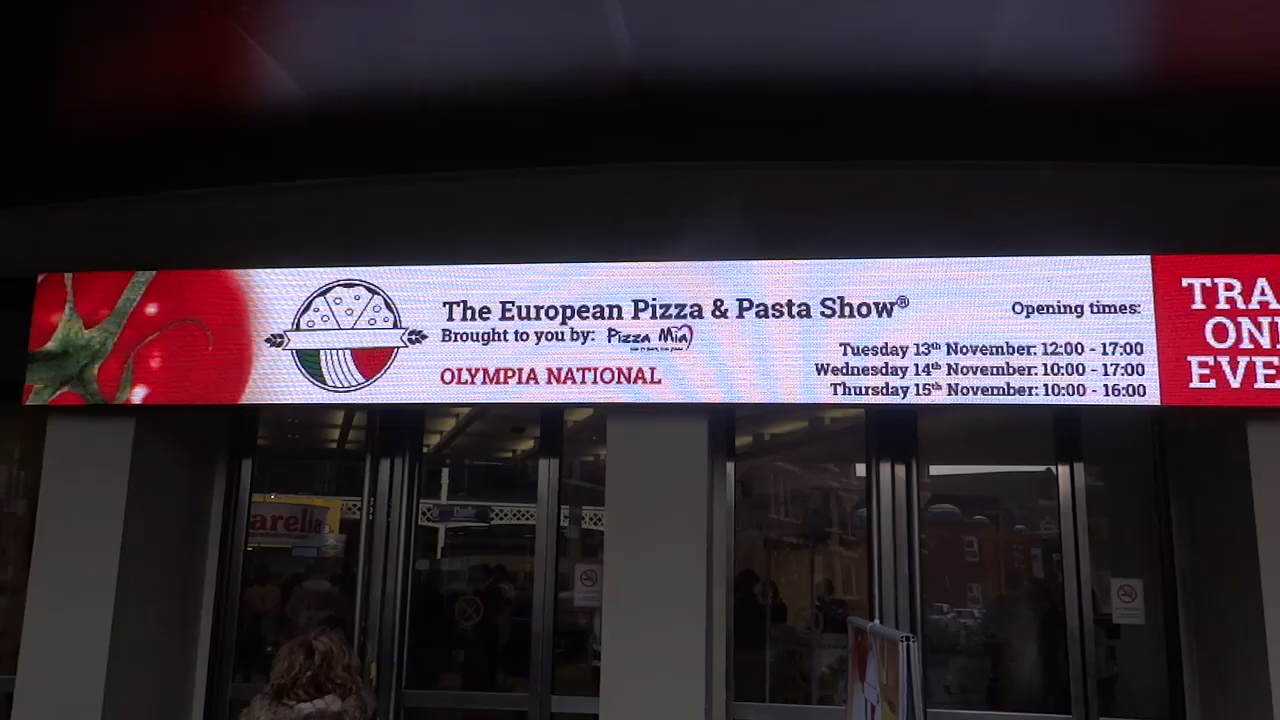 The European Pizza & Pasta Show®
Brought to you by: Pizza Mia
OLYMPIA NATIONAL
Opening times:
Tuesday 13th November: 12:00 - 17:00
Wednesday 14th November: 10:00 - 17:00
Thursday 15th November: 10:00 - 16:00
TRA
ON
EVE
arella